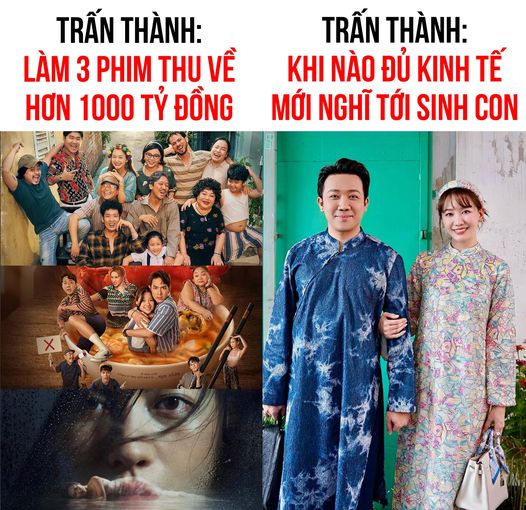 TRẤN THÀNH:
LÀM 3 PHIM THU VỀ
HƠN 1000 TỶ ĐỒNG
TRẤN THÀNH:
KHI NÀO ĐỦ KINH TẾ
MỚI NGHĨ TỚI SINH CON